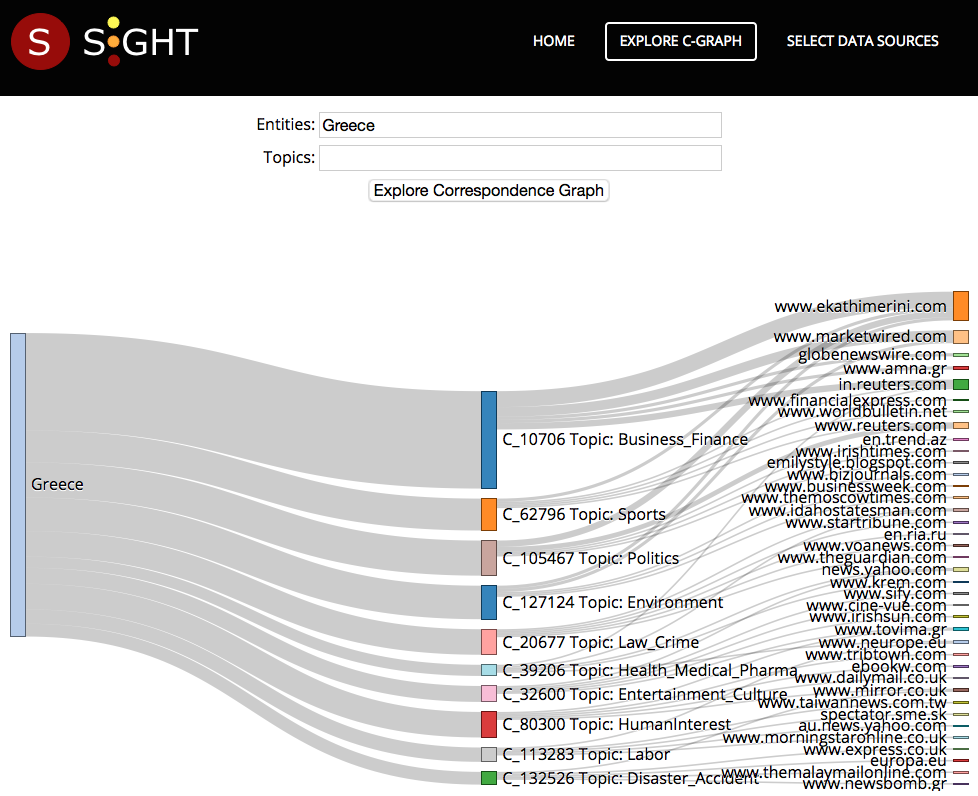 S SiGHT
HOME
EXPLORE C-GRAPH
SELECT DATA SOURCES
Entities: Greece
Topics:
Explore Correspondence Graph
Greece
C_10706 Topic: Business_Finance
C_62796 Topic: Sports
C_105467 Topic: Politics
C_127124 Topic: Environment
C_20677 Topic: Law_Crime
C_39206 Topic: Health_Medical_Pharma
C_32600 Topic: Entertainment_Culture
C_80300 Topic: HumanInterest
C_113283 Topic: Labor
C_132526 Topic: Disaster_Accident
www.ekathimerini.com
www.marketwired.com
globenewswire.com
www.amna.gr
in.reuters.com
www.financialexpress.com
www.worldbulletin.net
www.reuters.com
en.trend.az
www.irishtimes.com
emilystyle.blogspot.com
www.bizjournals.com
www.businessweek.com
www.themoscowtimes.com
www.idahostatesman.com
www.startribune.com
en.ria.ru
www.voanews.com
www.theguardian.com
news.yahoo.com
www.krem.com
www.sify.com
www.cine-vue.com
www.irishsun.com
www.tovima.gr
www.neurope.eu
www.tribtown.com
ebookw.com
www.dailymail.co.uk
www.mirror.co.uk
www.taiwannews.com.tw
spectator.sme.sk
au.news.yahoo.com
www.morningstaronline.co.uk
www.express.co.uk
europa.eu
www.themalaymailonline.com
www.newsbomb.gr